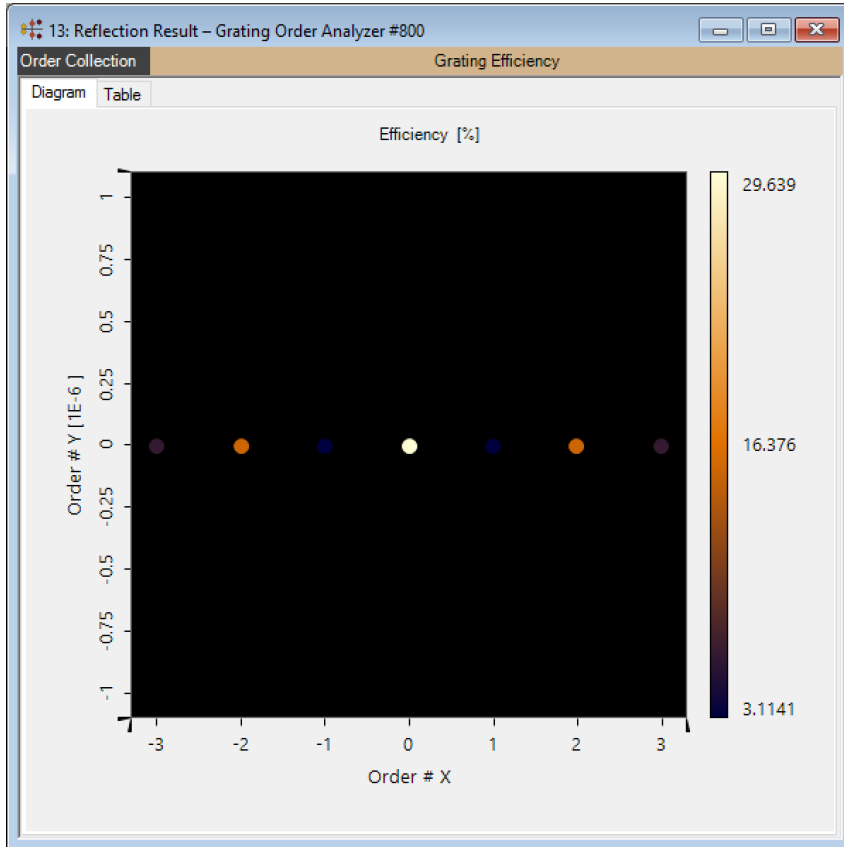 13: Reflection Result – Grating Order Analyzer #800
Order Collection
Grating Efficiency
Diagram
Table
Efficiency [%]
29.639
16.376
3.1141
Order # Y [1E-6 ]
1
0.75
0.5
0.25
0
-0.25
-0.5
-0.75
-1
-3 -2 -1 0 1 2 3
Order # X